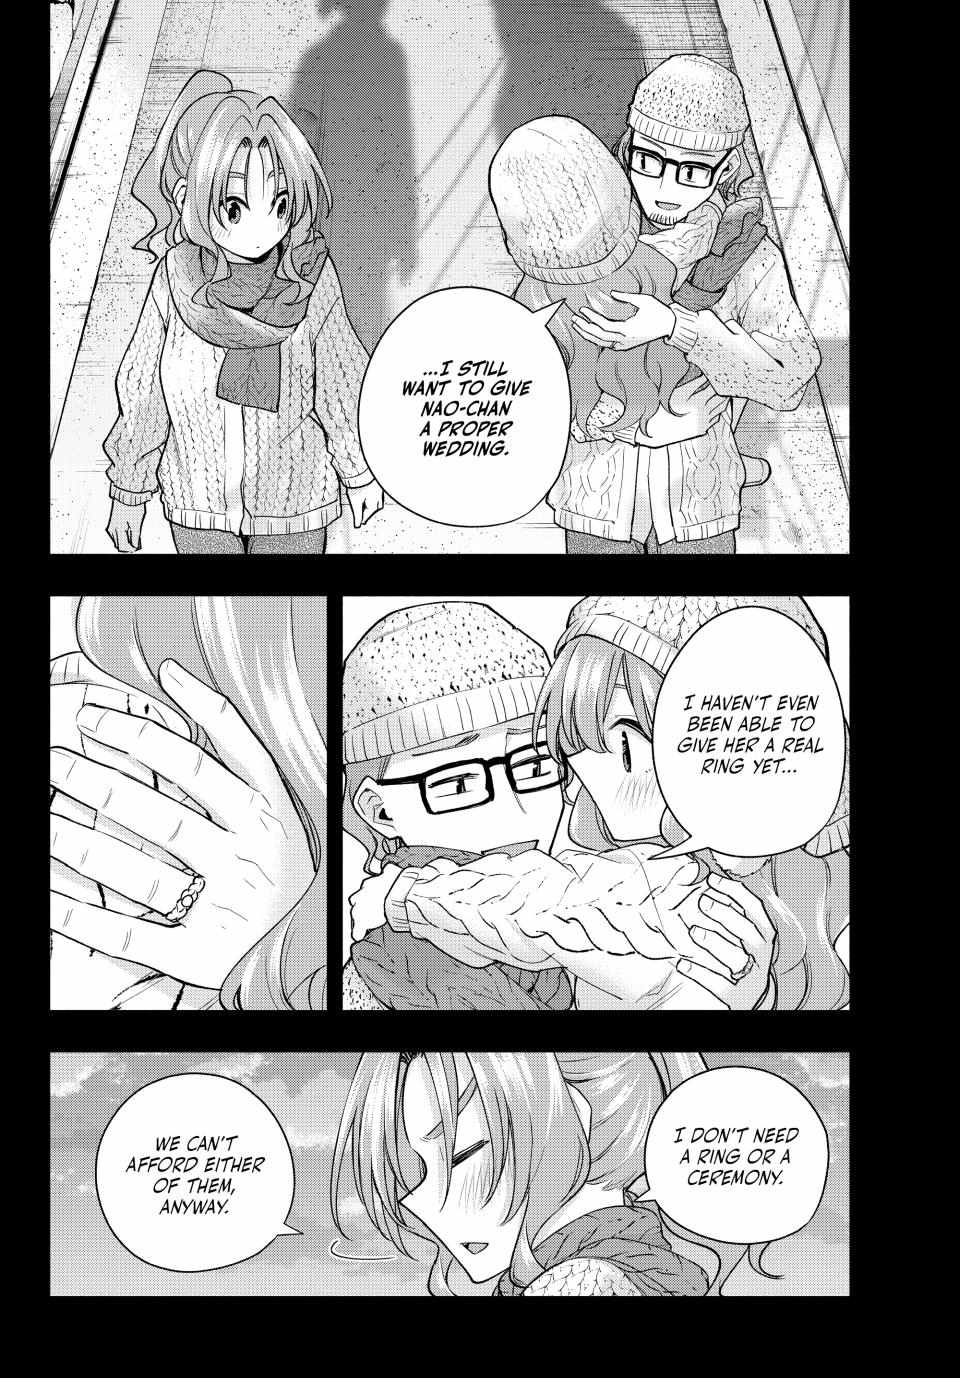 ...I STILL
WANT TO GIVE
NAO-CHAN
A PROPER
WEDDING.
I HAVEN'T EVEN
BEEN ABLE TO
GIVE HER A REAL
RING YET...
I DON'T NEED
A RING OR A
CEREMONY.
WE CAN'T
AFFORD EITHER
OF THEM,
ANYWAY.